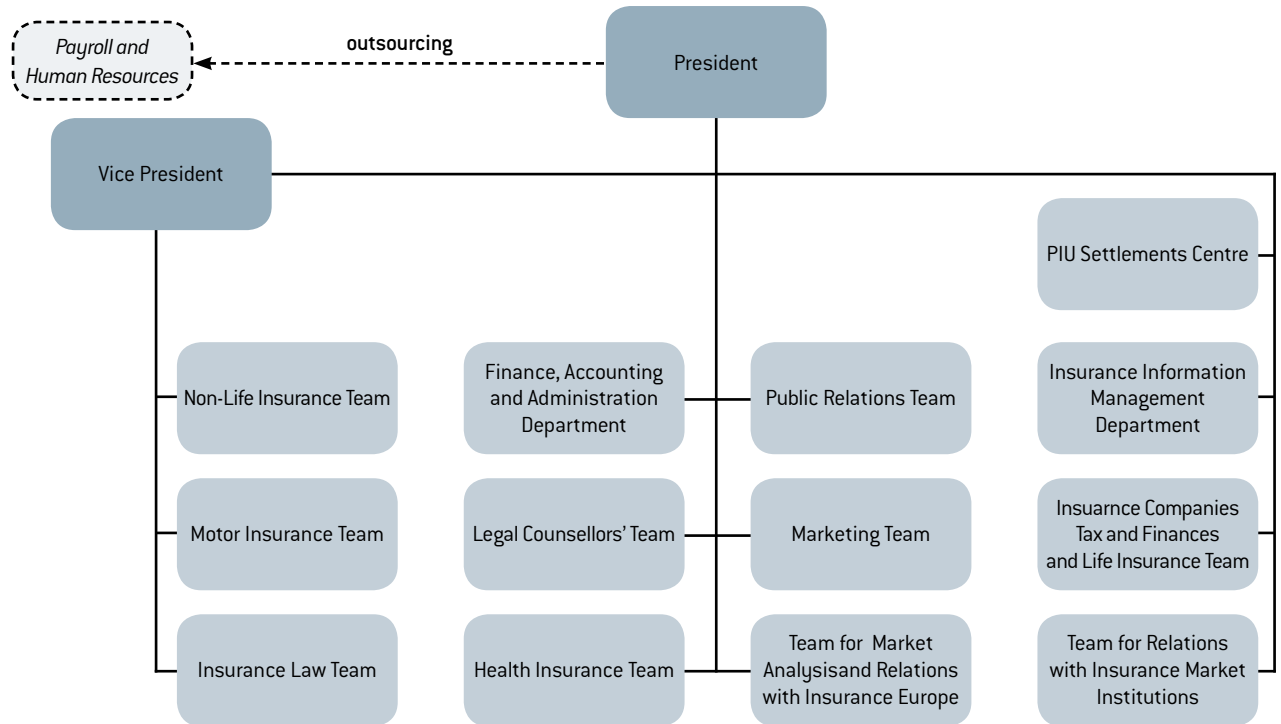 Payroll and
Human Resources
outsourcing
President
Vice President
PIU Settlements Centre
Non-Life Insurance Team
Finance, Accounting
and Administration
Department
Public Relations Team
Insurance Information
Management
Department
Motor Insurance Team
Legal Counsellors’ Team
Marketing Team
Insuarnce Companies
Tax and Finances
and Life Insurance Team
Insurance Law Team
Health Insurance Team
Team for Market
Analysisand Relations
with Insurance Europe
Team for Relations
with Insurance Market
Institutions